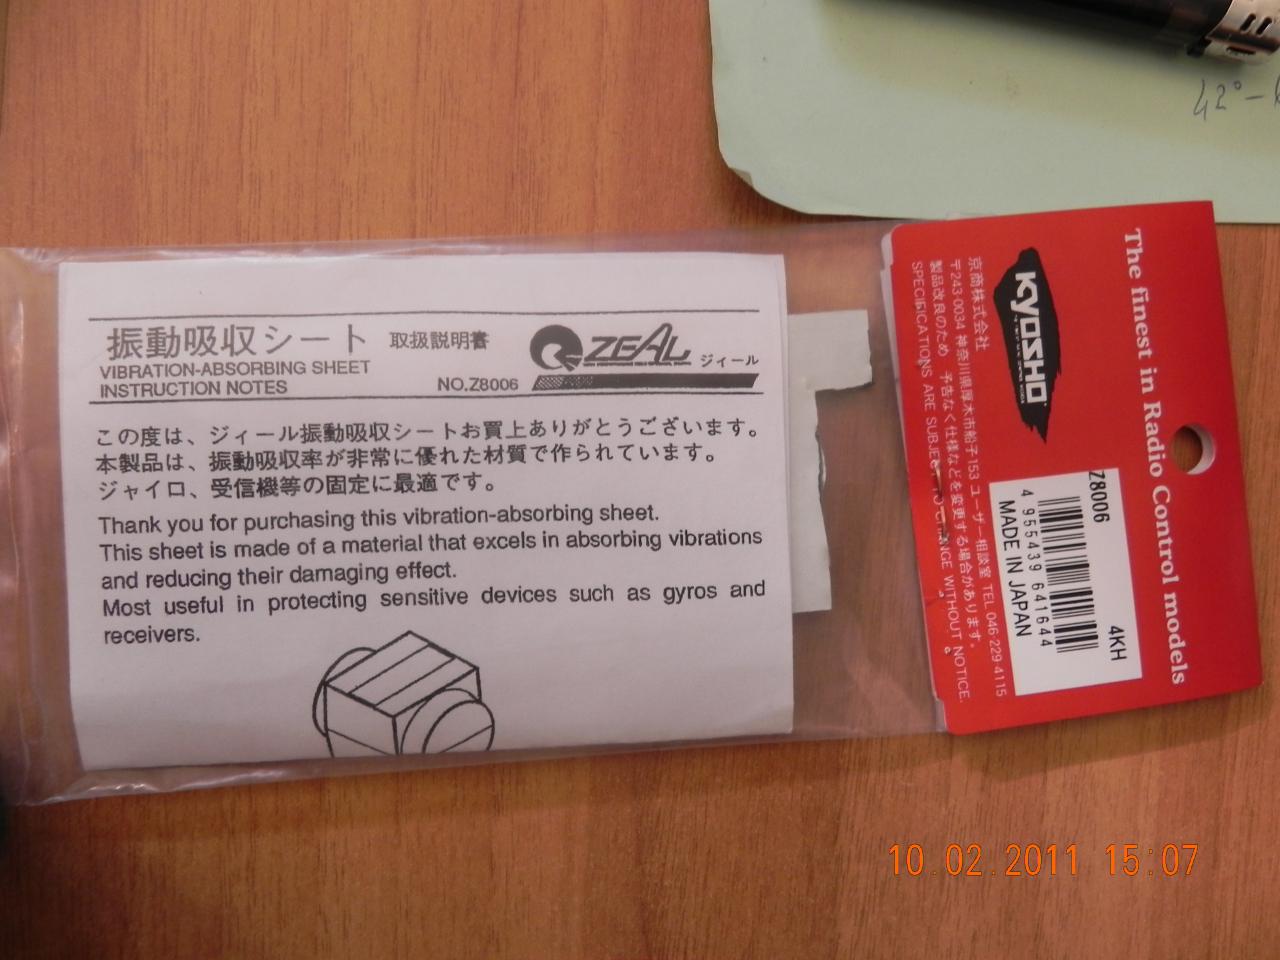 振動吸収シート 取扱説明書
VIBRATION-ABSORBING SHEET
INSTRUCTION NOTES NO.Z8006
ZEAL ジィール
この度は、ジィール振動吸収シートお買上ありがとうございます。
本製品は、振動吸収率が非常に優れた材質で作られています。
ジャイロ、受信機等の固定に最適です。
Thank you for purchasing this vibration-absorbing sheet.
This sheet is made of a material that excels in absorbing vibrations
and reducing their damaging effect.
Most useful in protecting sensitive devices such as gyros and
receivers.
The finest in Radio Control models
KYOSHO
Z8006 4KH
4 955439 641644
MADE IN JAPAN
京商株式会社
〒243-0034 神奈川県厚木市船子153 ユーザー相談室 TEL 046-229-4115
製品改良のため 予告なく仕様などを変更する場合があります。
SPECIFICATIONS ARE SUBJECT TO CHANGE WITHOUT NOTICE.
42°-
10.02.2011 15:07